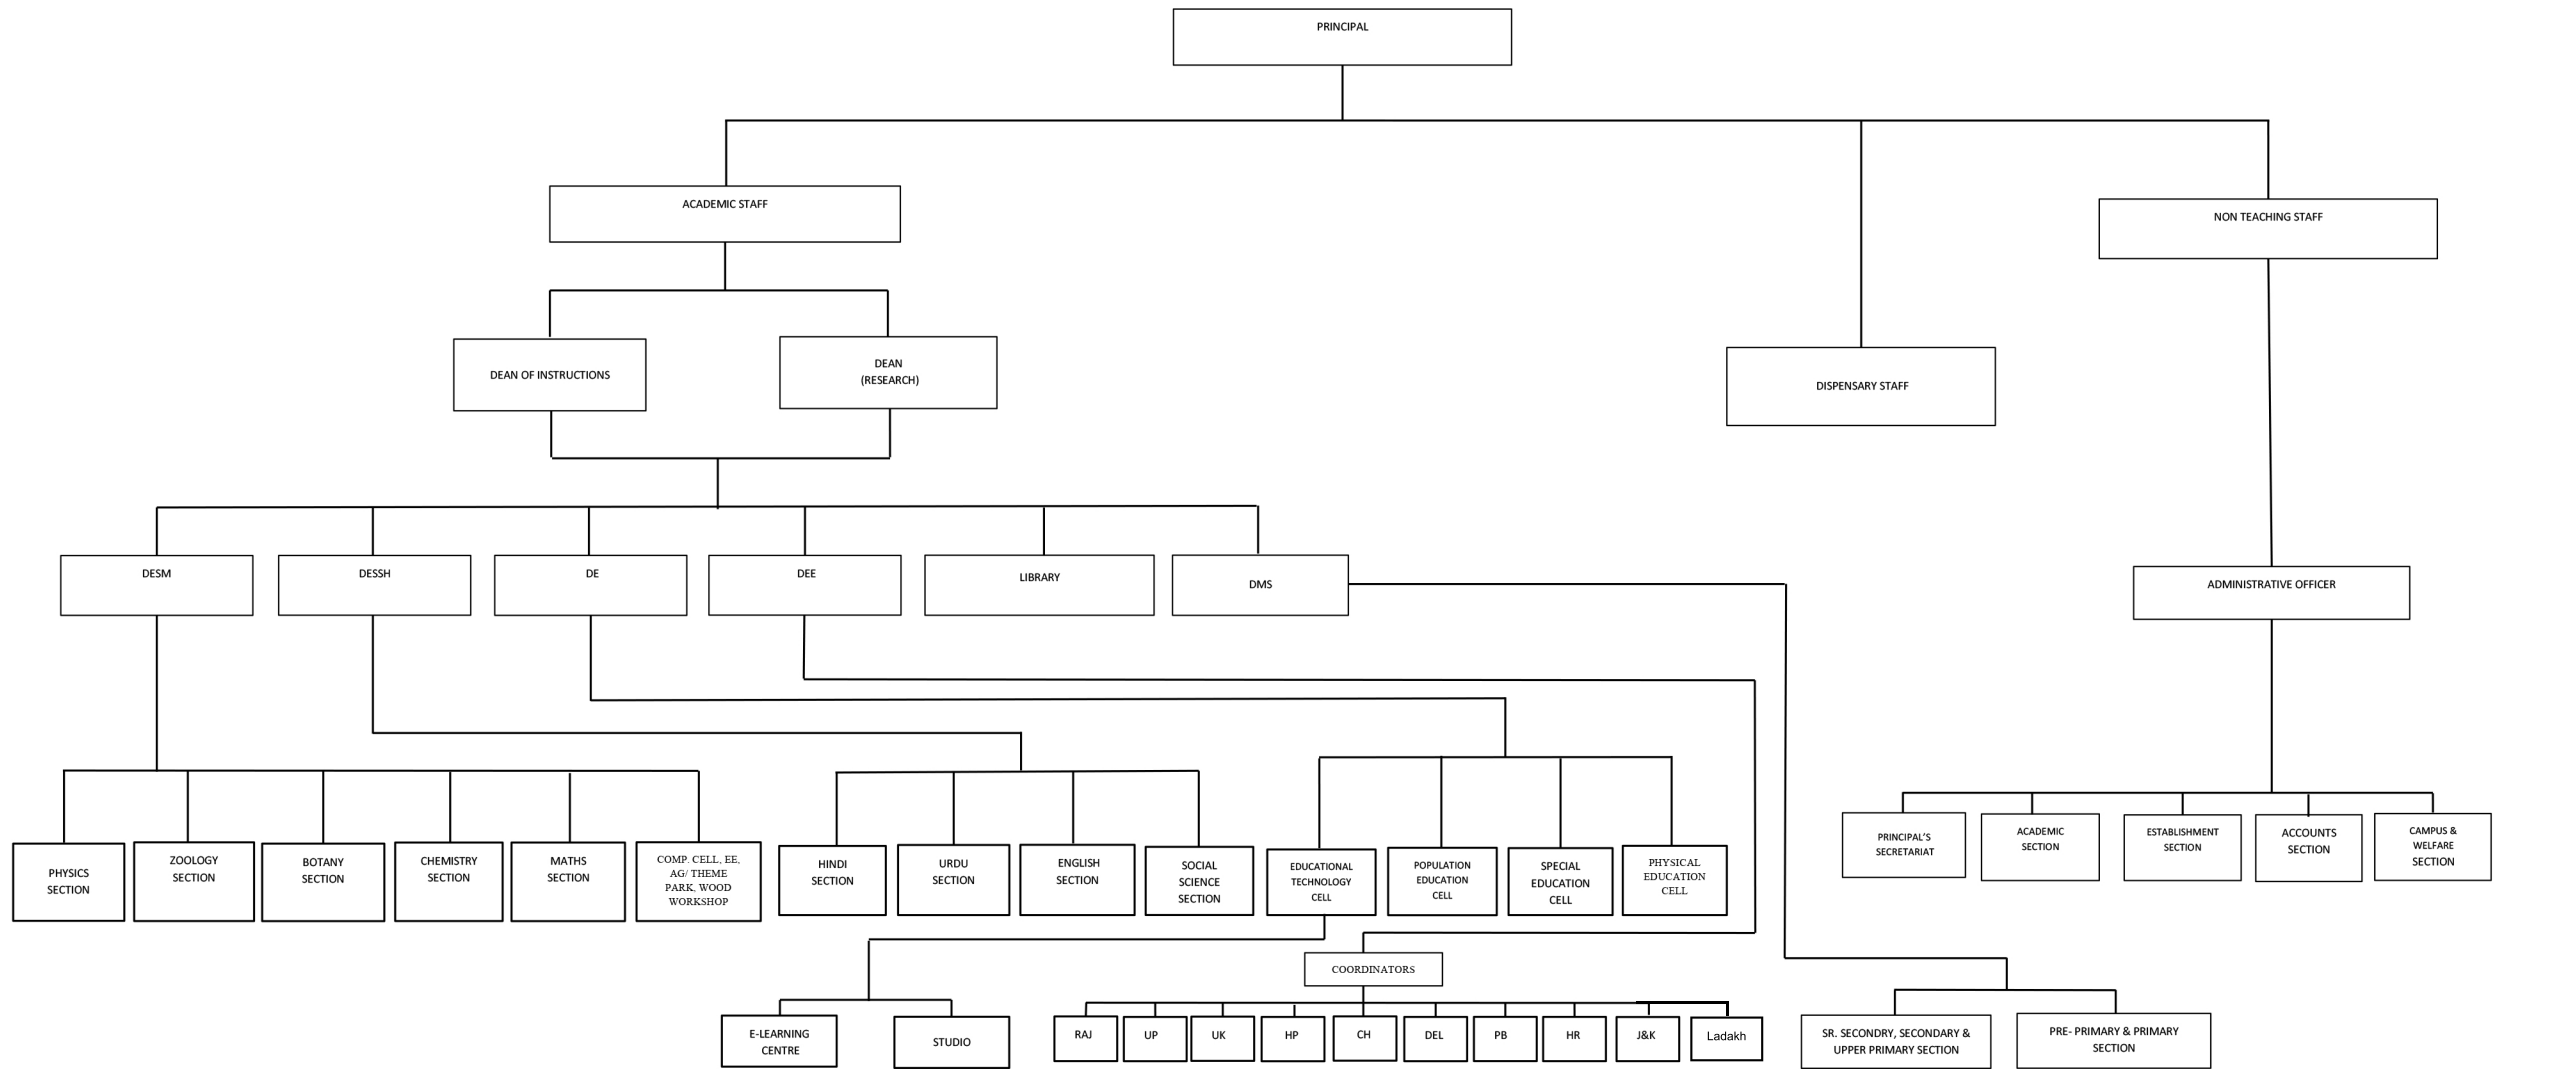 PRINCIPAL
ACADEMIC STAFF
NON TEACHING STAFF
DEAN OF INSTRUCTIONS
DEAN
(RESEARCH)
DISPENSARY STAFF
DESM
DESSH
DE
DEE
LIBRARY
DMS
ADMINISTRATIVE OFFICER
PHYSICS
SECTION
ZOOLOGY
SECTION
BOTANY
SECTION
CHEMISTRY
SECTION
MATHS
SECTION
COMP. CELL, EE,
AG/ THEME
PARK, WOOD
WORKSHOP
HINDI
SECTION
URDU
SECTION
ENGLISH
SECTION
SOCIAL
SCIENCE
SECTION
EDUCATIONAL
TECHNOLOGY
CELL
POPULATION
EDUCATION
CELL
SPECIAL
EDUCATION
CELL
PHYSICAL
EDUCATION
CELL
PRINCIPAL’S
SECRETARIAT
ACADEMIC
SECTION
ESTABLISHMENT
SECTION
ACCOUNTS
SECTION
CAMPUS &
WELFARE
SECTION
COORDINATORS
E-LEARNING
CENTRE
STUDIO
RAJ
UP
UK
HP
CH
DEL
PB
HR
J&K
Ladakh
SR. SECONDRY, SECONDARY &
UPPER PRIMARY SECTION
PRE- PRIMARY & PRIMARY
SECTION